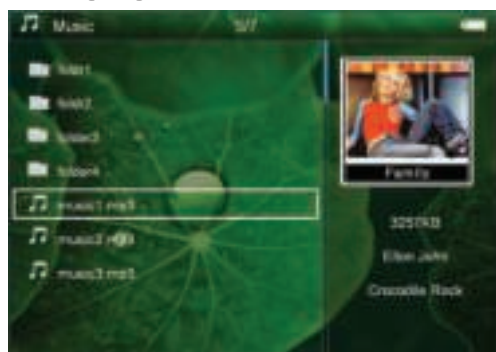 Music 5/7
folder1
folder2
folder3
folder4
music1.mp3
music2.mp3
music3.mp3
Family
3257KB
Elton John
Crocodile Rock